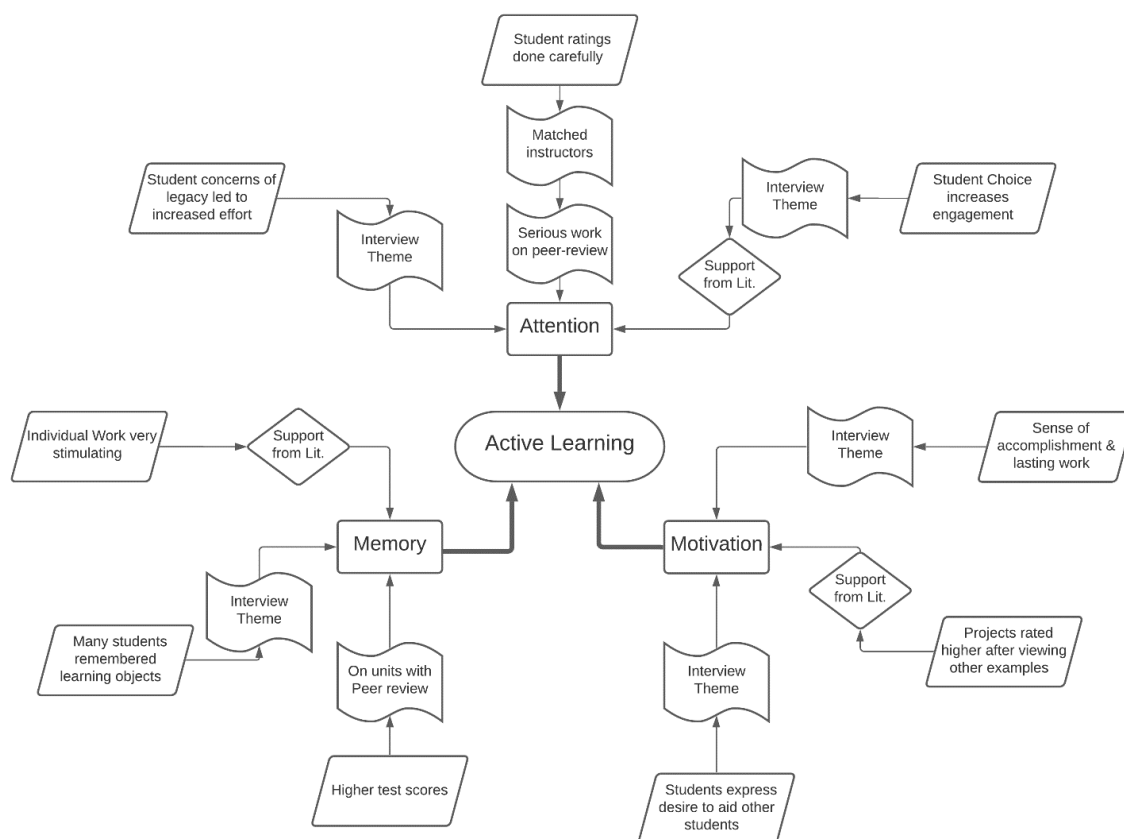 Student ratings
done carefully
Matched
instructors
Student concerns of
legacy led to
increased effort
Interview
Theme
Student Choice
increases
engagement
Interview
Theme
Serious work
on peer-review
Support
from Lit.
Attention
Individual Work very
stimulating
Support
from Lit.
Active Learning
Interview
Theme
Sense of
accomplishment &
lasting work
Memory
Motivation
Interview
Theme
Support
from Lit.
Many students
remembered
learning objects
On units with
Peer review
Interview
Theme
Projects rated
higher after viewing
other examples
Higher test scores
Students express
desire to aid other
students